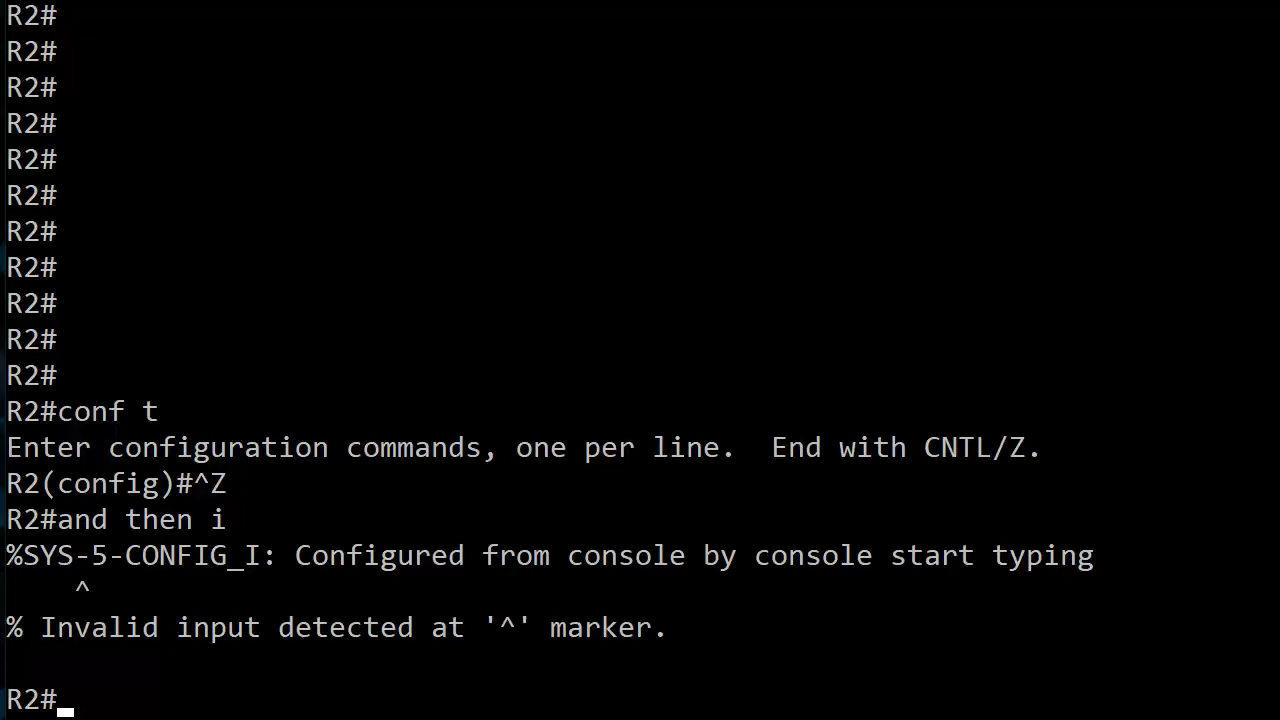 R2#
R2#
R2#
R2#
R2#
R2#
R2#
R2#
R2#
R2#
R2#
R2#conf t
Enter configuration commands, one per line.  End with CNTL/Z.
R2(config)#^Z
R2#and then i
%SYS-5-CONFIG_I: Configured from console by console start typing
    ^
% Invalid input detected at '^' marker.
R2#